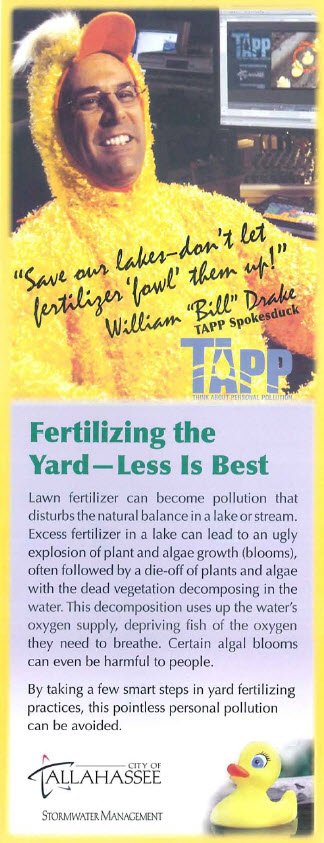 TAPP
"Save our lakes–don't let
fertilizer 'fowl' them up!"
William "Bill" Drake
TAPP Spokesduck
TAPP
THINK ABOUT PERSONAL POLLUTION
Fertilizing the
Yard—Less Is Best
Lawn fertilizer can become pollution that
disturbs the natural balance in a lake or stream.
Excess fertilizer in a lake can lead to an ugly
explosion of plant and algae growth (blooms),
often followed by a die-off of plants and algae
with the dead vegetation decomposing in the
water. This decomposition uses up the water's
oxygen supply, depriving fish of the oxygen
they need to breathe. Certain algal blooms
can even be harmful to people.
By taking a few smart steps in yard fertilizing
practices, this pointless personal pollution
can be avoided.
CITY OF
TALLAHASSEE
STORMWATER MANAGEMENT